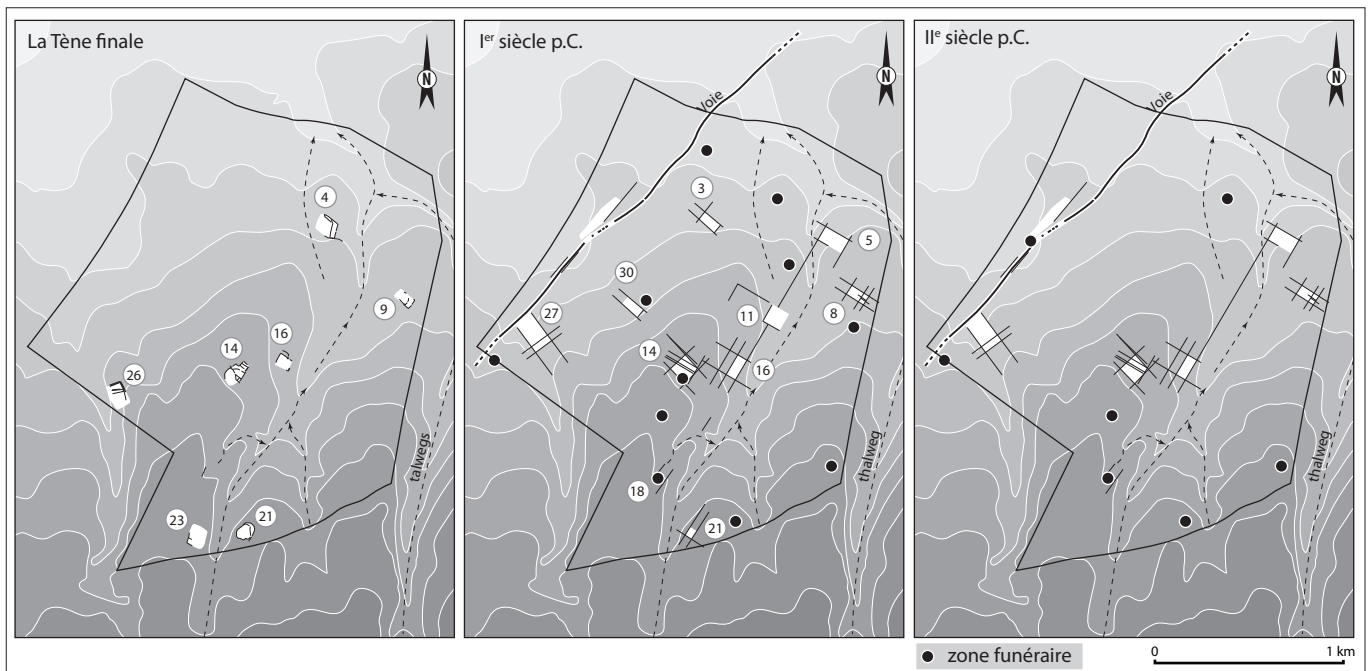 La Tène finale
N
4
9
16
14
26
23
21
talwegs
Iᵉʳ siècle p.C.
N
Voie
3
5
30
27
11
8
14
16
18
21
thalweg
IIᵉ siècle p.C.
N
Voie
thalweg
zone funéraire
0 1 km